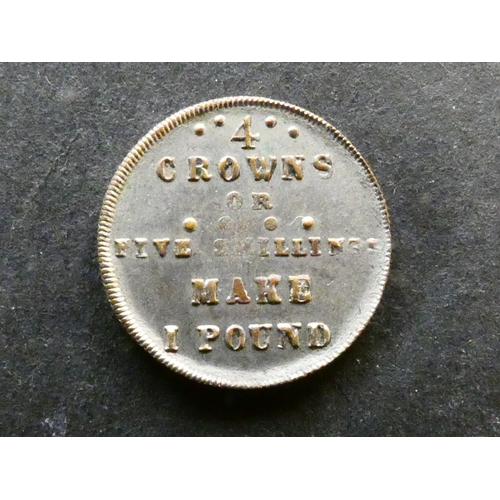 4
CROWNS
OR
FIVE SHILLINGS
MAKE
1 POUND